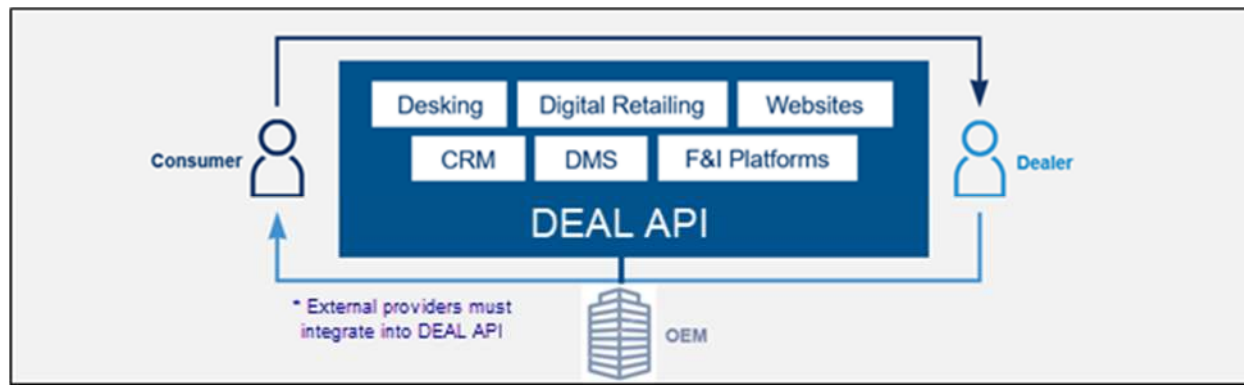 Desking
Digital Retailing
Websites
Consumer
CRM
DMS
F&I Platforms
Dealer
DEAL API
* External providers must
integrate into DEAL API
OEM